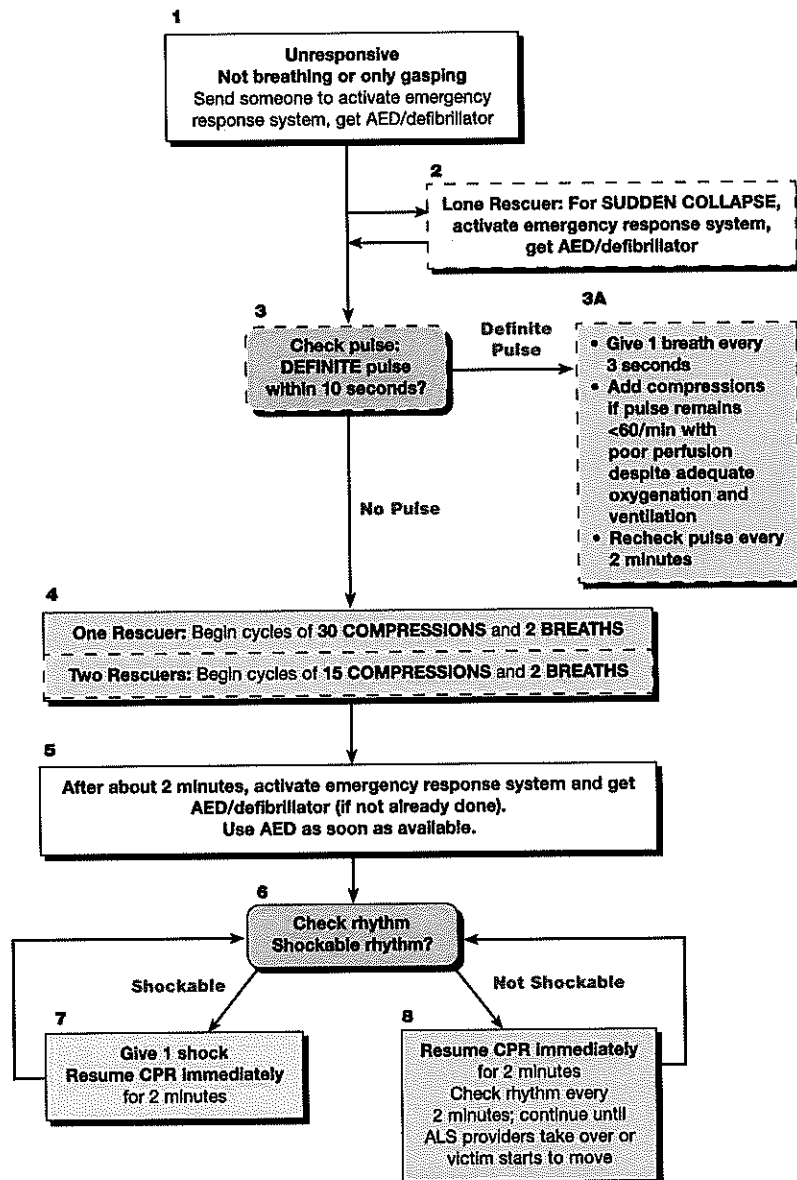 1
Unresponsive
Not breathing or only gasping
Send someone to activate emergency
response system, get AED/defibrillator
2
Lone Rescuer: For SUDDEN COLLAPSE,
activate emergency response system,
get AED/defibrillator
3
Check pulse:
DEFINITE pulse
within 10 seconds?
Definite
Pulse
3A
• Give 1 breath every
3 seconds
• Add compressions
if pulse remains
<60/min with
poor perfusion
despite adequate
oxygenation and
ventilation
• Recheck pulse every
2 minutes
No Pulse
4
One Rescuer: Begin cycles of 30 COMPRESSIONS and 2 BREATHS
Two Rescuers: Begin cycles of 15 COMPRESSIONS and 2 BREATHS
5
After about 2 minutes, activate emergency response system and get
AED/defibrillator (if not already done).
Use AED as soon as available.
6
Check rhythm
Shockable rhythm?
Shockable
Not Shockable
7
Give 1 shock
Resume CPR immediately
for 2 minutes
8
Resume CPR immediately
for 2 minutes
Check rhythm every
2 minutes; continue until
ALS providers take over or
victim starts to move